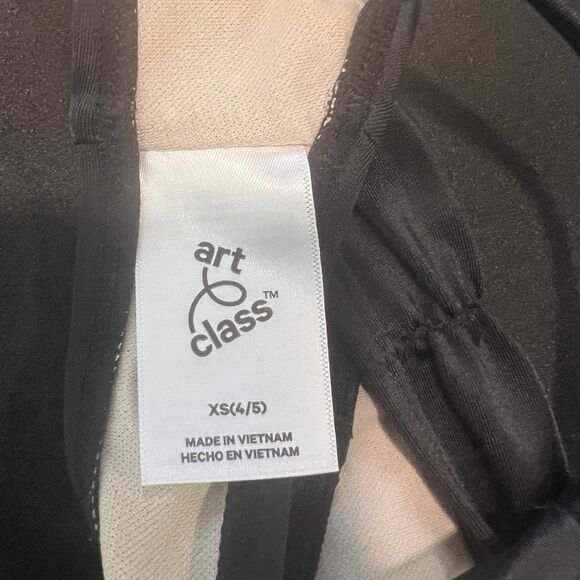 art
class™
XS(4/5)
MADE IN VIETNAM
HECHO EN VIETNAM